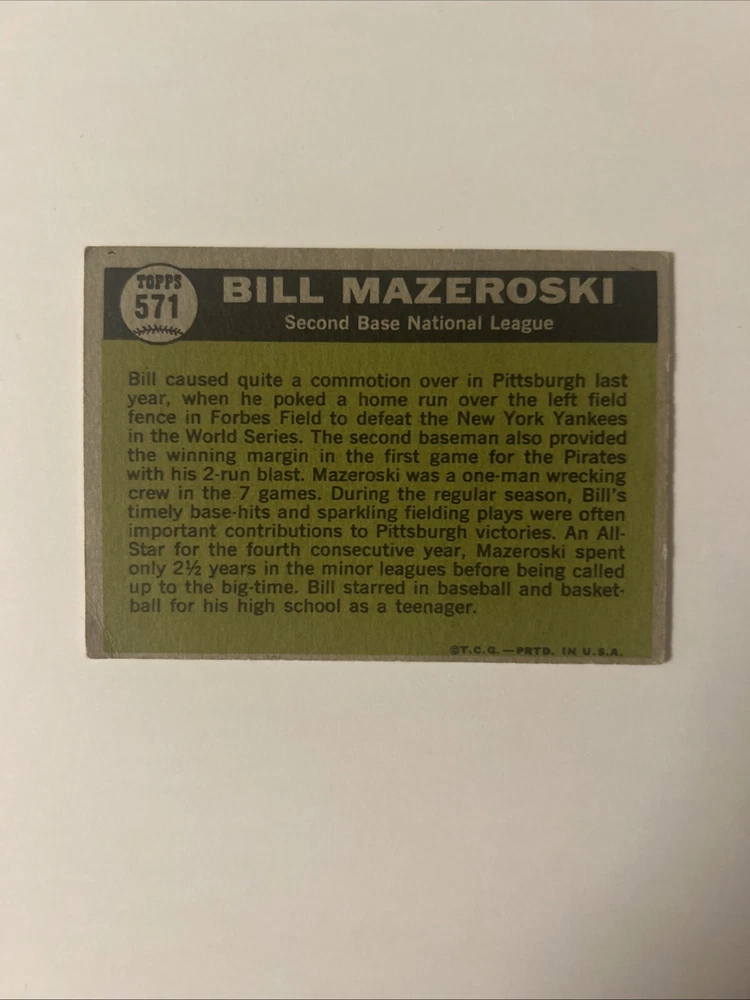 TOPPS
571
BILL MAZEROSKI
Second Base National League
Bill caused quite a commotion over in Pittsburgh last
year, when he poked a home run over the left field
fence in Forbes Field to defeat the New York Yankees
in the World Series. The second baseman also provided
the winning margin in the first game for the Pirates
with his 2-run blast. Mazeroski was a one-man wrecking
crew in the 7 games. During the regular season, Bill's
timely base-hits and sparkling fielding plays were often
important contributions to Pittsburgh victories. An All-
Star for the fourth consecutive year, Mazeroski spent
only 2½ years in the minor leagues before being called
up to the big-time. Bill starred in baseball and basket-
ball for his high school as a teenager.
©T.C.G.—PRTD. IN U.S.A.